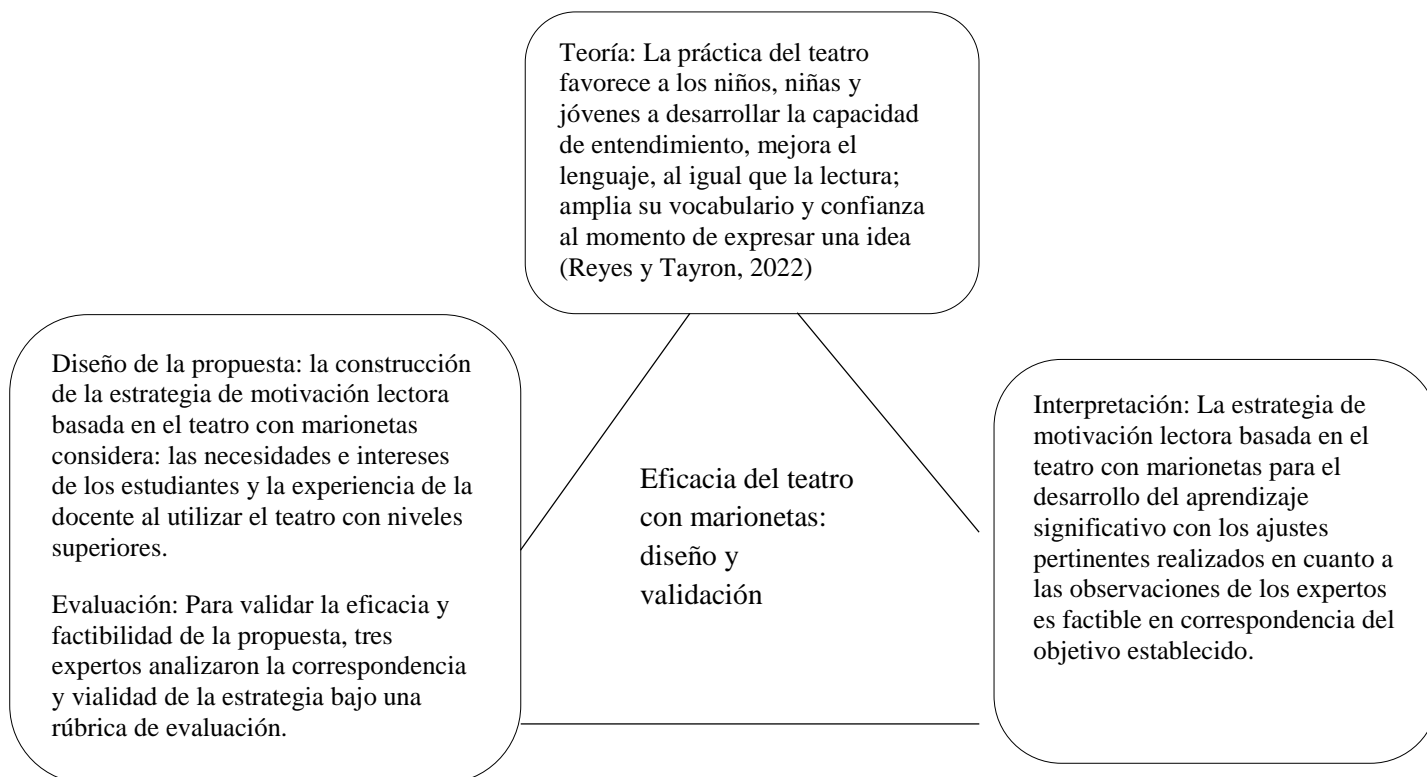 Teoría: La práctica del teatro
favorece a los niños, niñas y
jóvenes a desarrollar la capacidad
de entendimiento, mejora el
lenguaje, al igual que la lectura;
amplia su vocabulario y confianza
al momento de expresar una idea
(Reyes y Tayron, 2022)
Diseño de la propuesta: la construcción
de la estrategia de motivación lectora
basada en el teatro con marionetas
considera: las necesidades e intereses
de los estudiantes y la experiencia de la
docente al utilizar el teatro con niveles
superiores.
Evaluación: Para validar la eficacia y
factibilidad de la propuesta, tres
expertos analizaron la correspondencia
y vialidad de la estrategia bajo una
rúbrica de evaluación.
Eficacia del teatro
con marionetas:
diseño y
validación
Interpretación: La estrategia de
motivación lectora basada en el
teatro con marionetas para el
desarrollo del aprendizaje
significativo con los ajustes
pertinentes realizados en cuanto a
las observaciones de los expertos
es factible en correspondencia del
objetivo establecido.